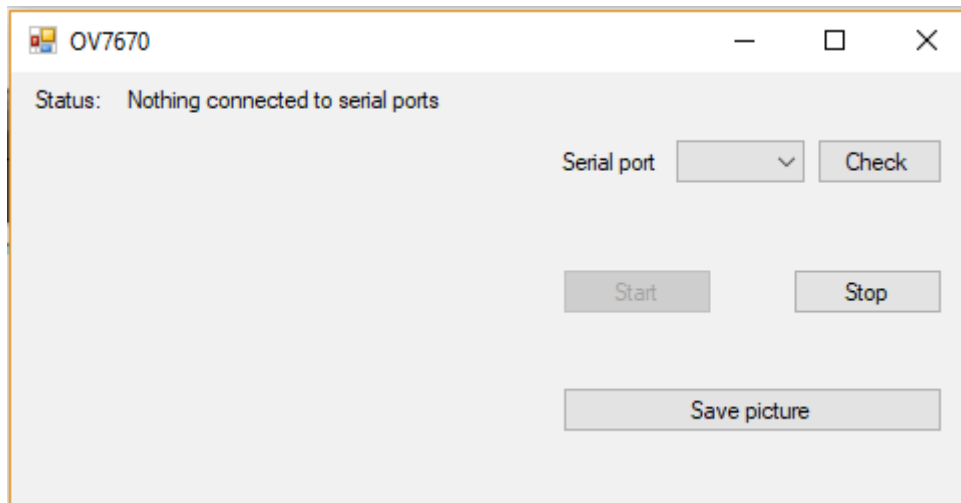 OV7670
Status: Nothing connected to serial ports
Serial port Check
Start Stop
Save picture